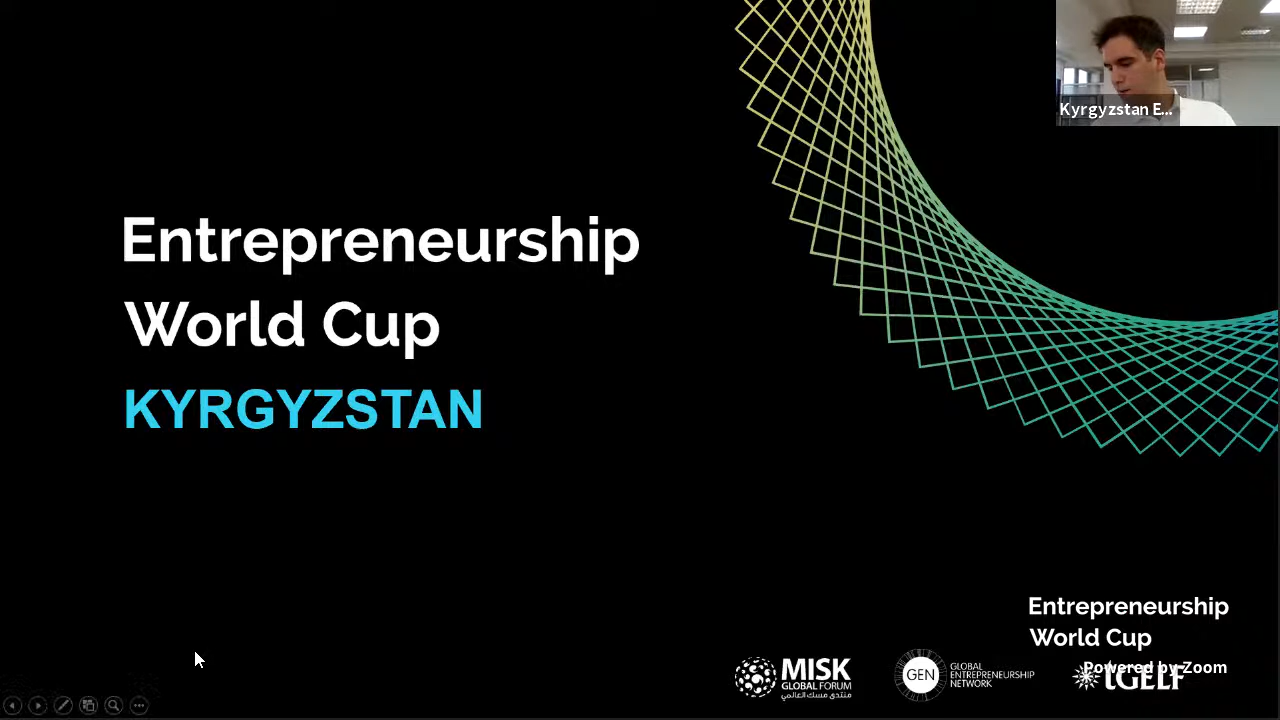 Kyrgyzstan E...
Entrepreneurship
World Cup
KYRGYZSTAN
Entrepreneurship
World Cup
Powered by Zoom
MISK
GLOBAL FORUM
منتدى مسك العالمي
GEN
GLOBAL
ENTREPRENEURSHIP
NETWORK
tGELF